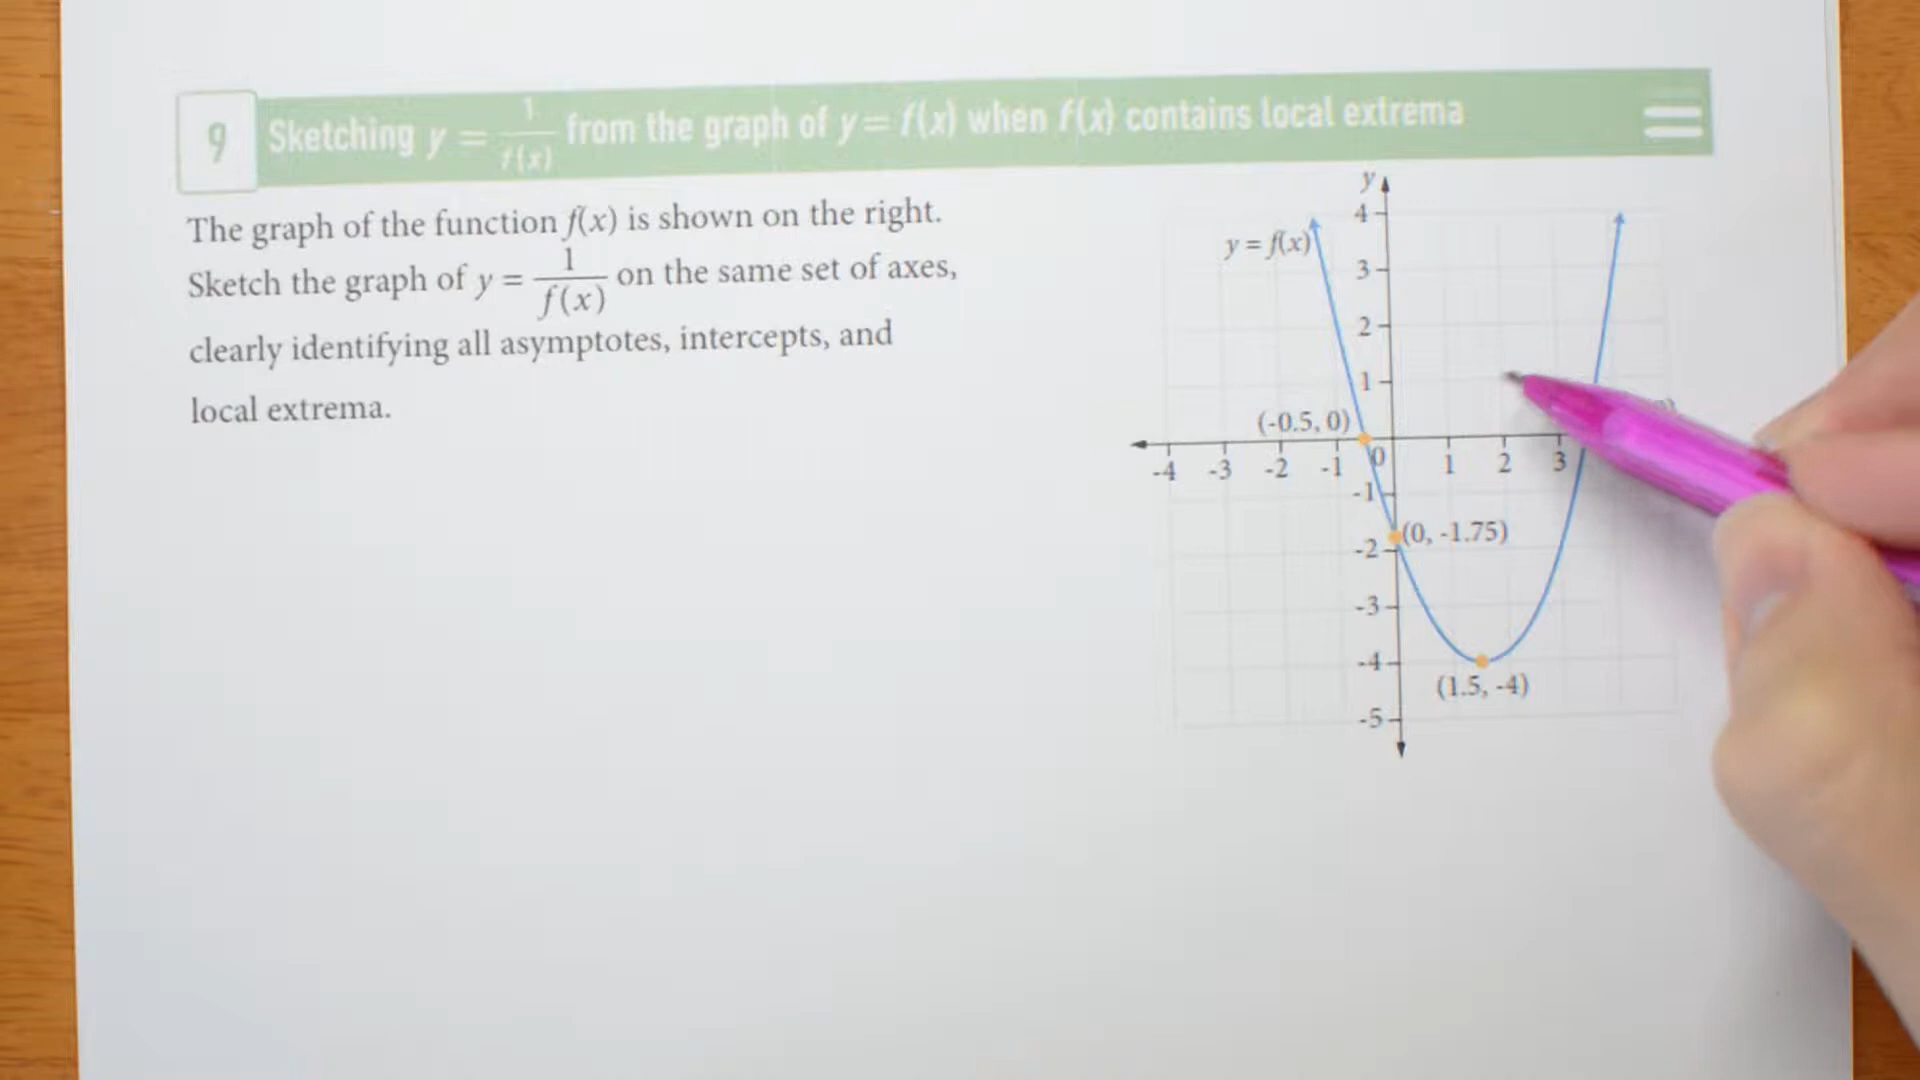 9 Sketching y = 1/f(x) from the graph of y = f(x) when f(x) contains local extrema
The graph of the function f(x) is shown on the right.
Sketch the graph of y = 1/f(x) on the same set of axes,
clearly identifying all asymptotes, intercepts, and
local extrema.
y
4
y = f(x)
3
2
1
(-0.5, 0)
-4 -3 -2 -1 0 1 2 3
-1
(0, -1.75)
-2
-3
-4
(1.5, -4)
-5